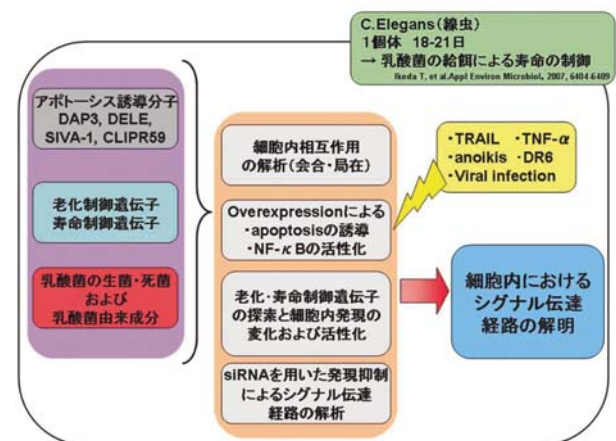 C.Elegans(線虫)
1個体 18-21日
→ 乳酸菌の給餌による寿命の制御
Ikeda T, et al.Appl Environ Microbiol, 2007, 6404-6409
アポトーシス誘導分子
DAP3, DELE,
SIVA-1, CLIPR59
老化制御遺伝子
寿命制御遺伝子
乳酸菌の生菌・死菌
および
乳酸菌由来成分
細胞内相互作用
の解析(会合・局在)
Overexpressionによる
・apoptosisの誘導
・NF-κBの活性化
老化・寿命制御遺伝子
の探素と細胞内発現の
変化および活性化
siRNAを用いた発現抑制
によるシグナル伝達
経路の解析
・TRAIL ・TNF-α
・anoikis ・DR6
・Viral infection
細胞内における
シグナル伝達
経路の解明